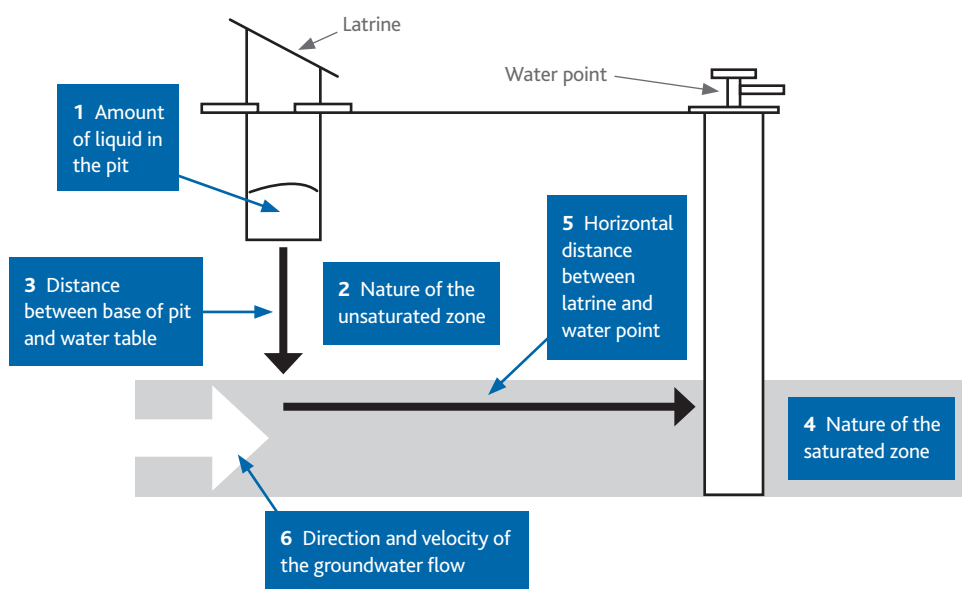 Latrine
Water point
1 Amount
of liquid in
the pit
5 Horizontal
distance
between
latrine and
water point
3 Distance
between base of pit
and water table
2 Nature of the
unsaturated zone
4 Nature of the
saturated zone
6 Direction and velocity of
the groundwater flow